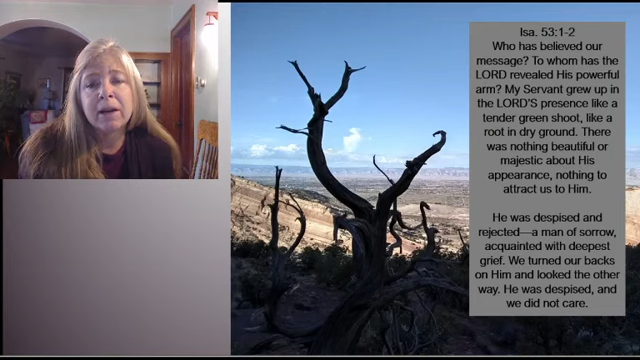 Isa. 53:1-2
Who has believed our
message? To whom has the
LORD revealed His powerful
arm? My Servant grew up in
the LORD'S presence like a
tender green shoot, like a
root in dry ground. There
was nothing beautiful or
majestic about His
appearance, nothing to
attract us to Him.
He was despised and
rejected—a man of sorrow,
acquainted with deepest
grief. We turned our backs
on Him and looked the other
way. He was despised, and
we did not care.